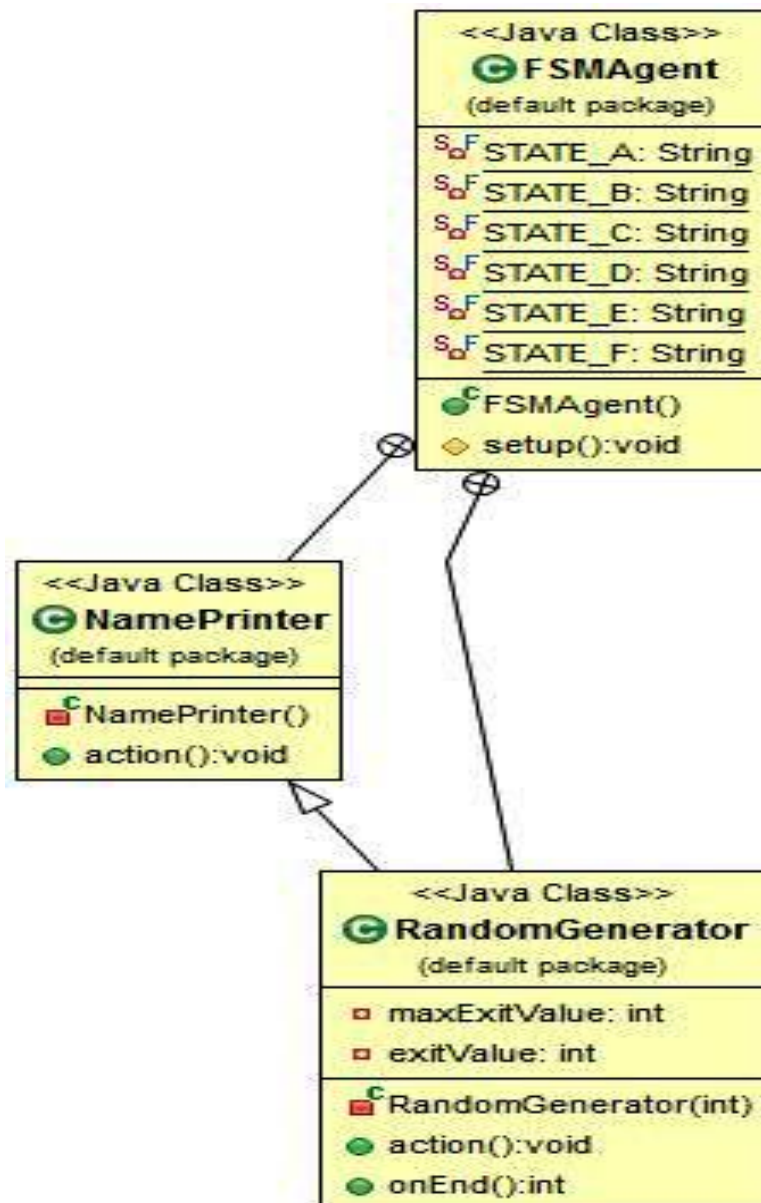 <<Java Class>>
FSMAgent
(default package)
STATE_A: String
STATE_B: String
STATE_C: String
STATE_D: String
STATE_E: String
STATE_F: String
FSMAgent()
setup():void
<<Java Class>>
NamePrinter
(default package)
NamePrinter()
action():void
<<Java Class>>
RandomGenerator
(default package)
maxExitValue: int
exitValue: int
RandomGenerator(int)
action():void
onEnd():int